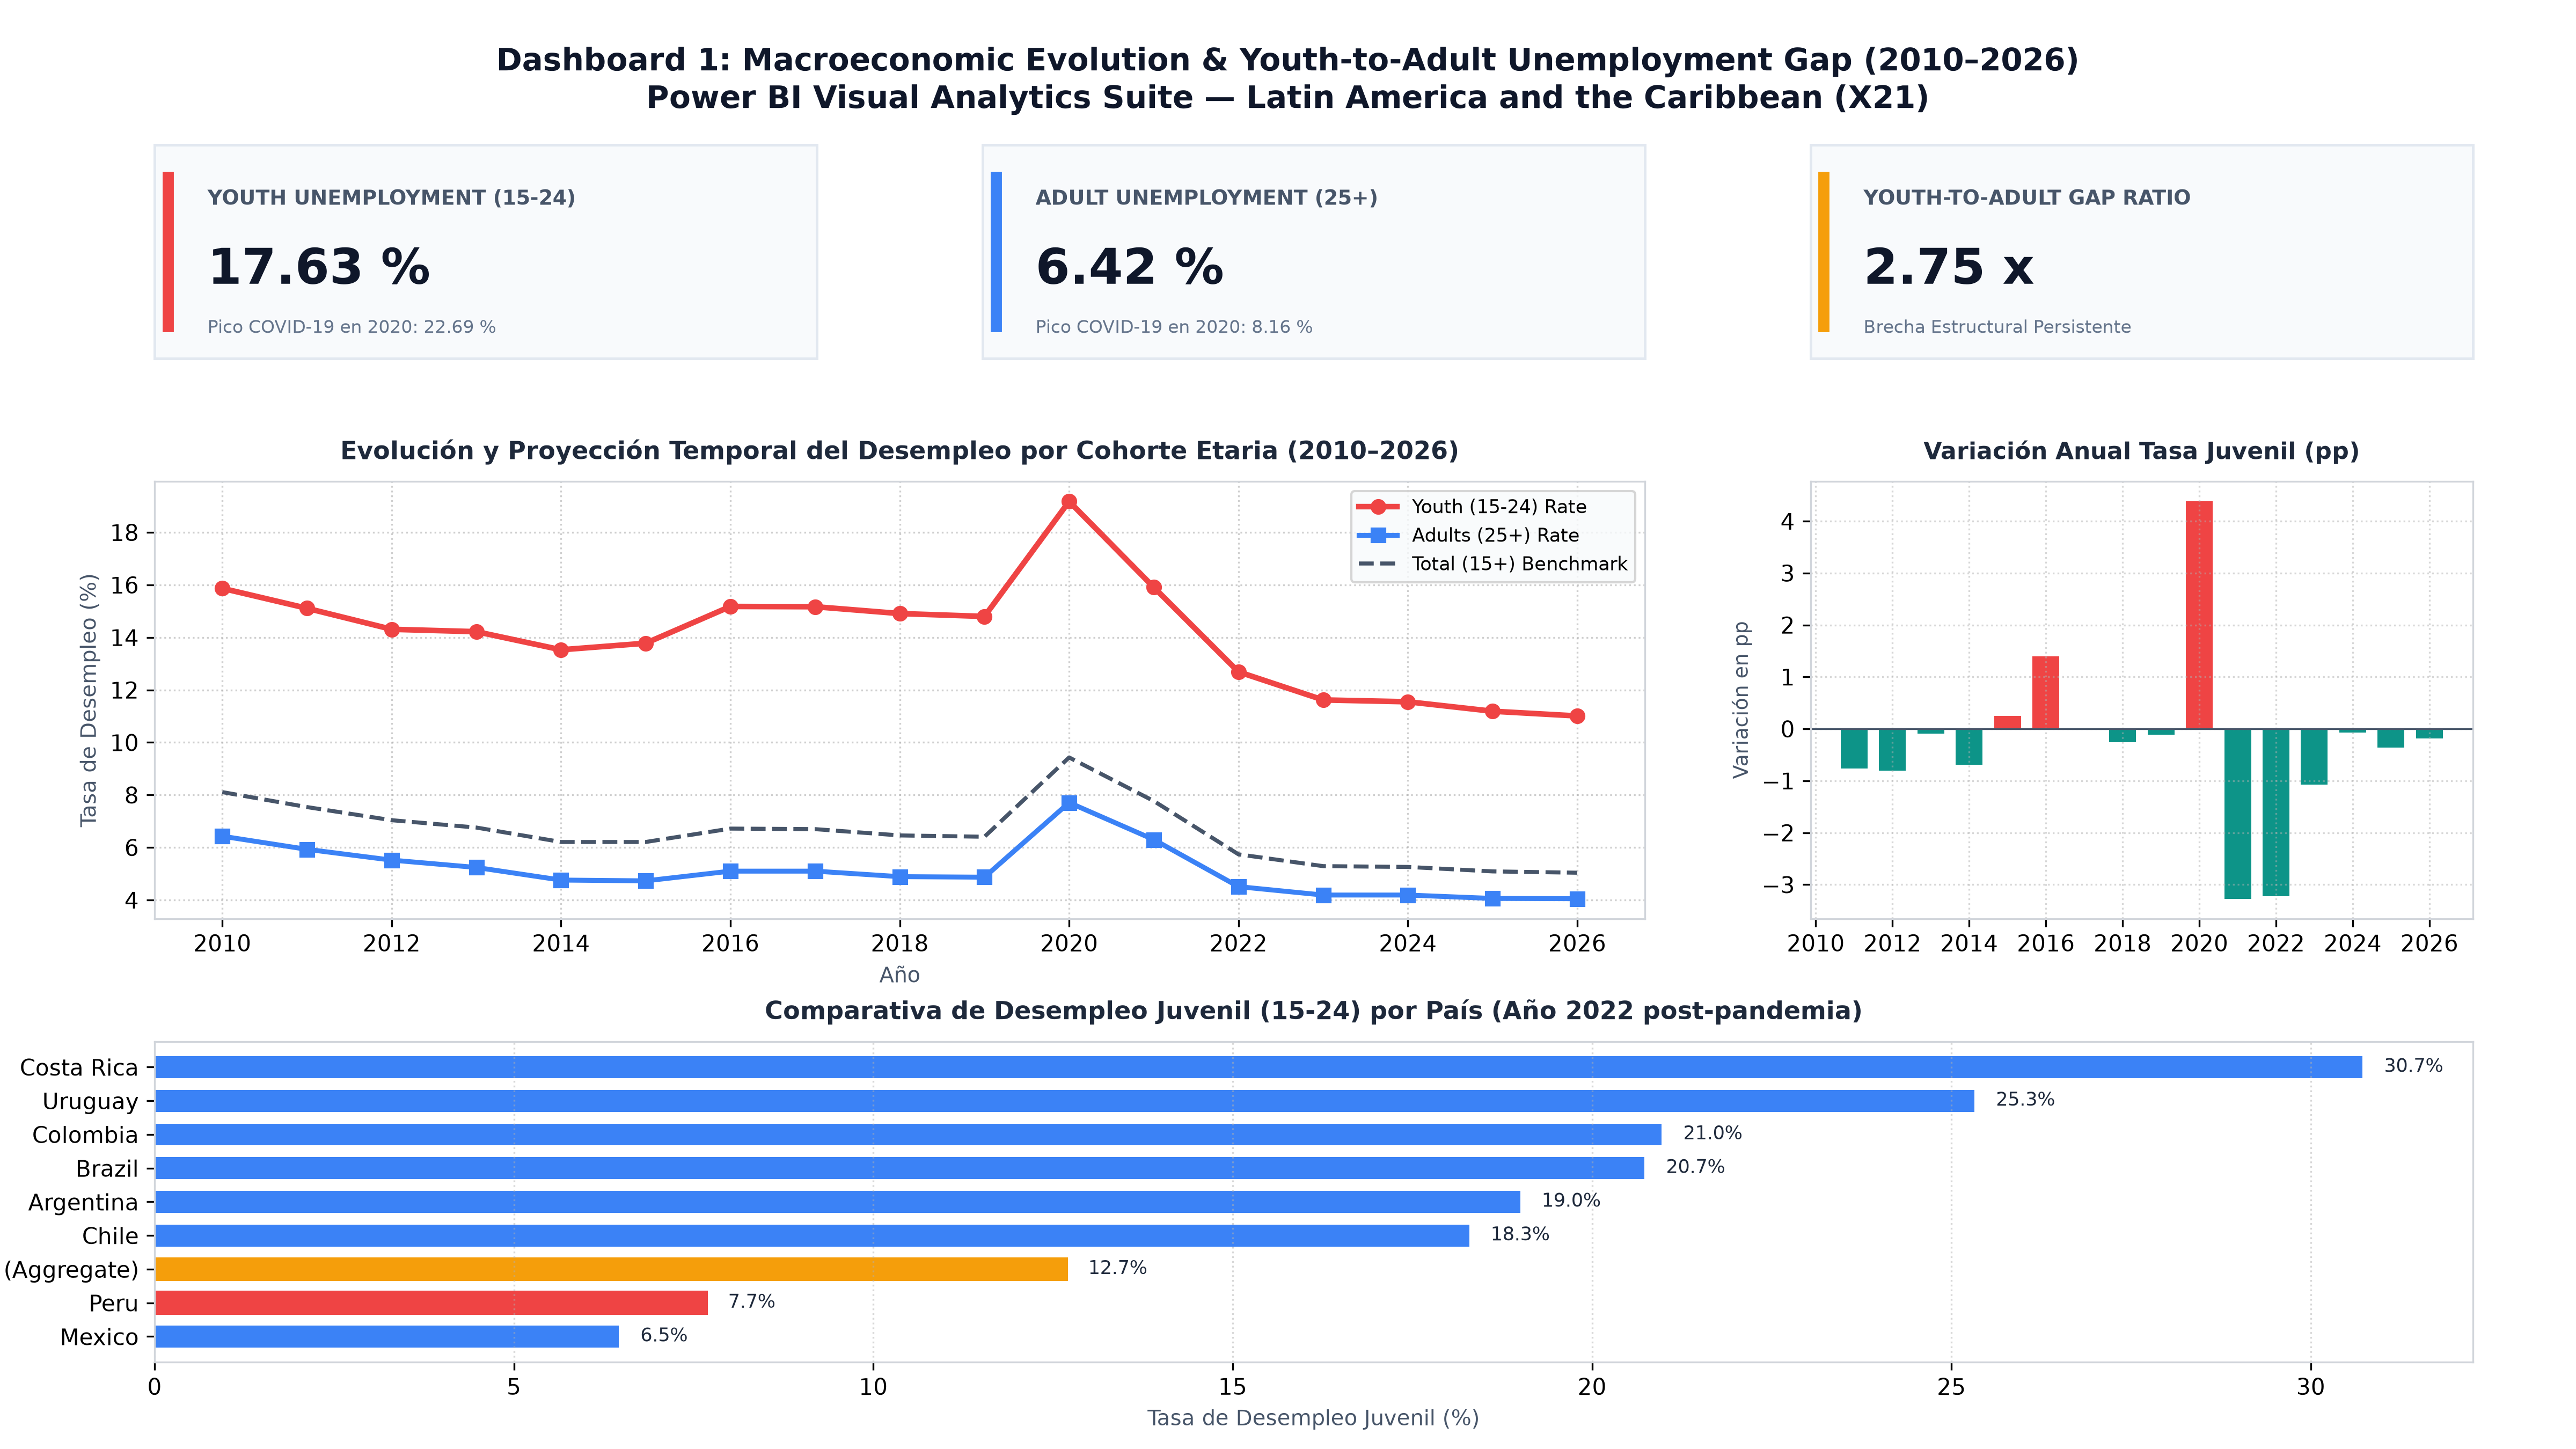 Dashboard 1: Macroeconomic Evolution & Youth-to-Adult Unemployment Gap (2010–2026)
Power BI Visual Analytics Suite — Latin America and the Caribbean (X21)
YOUTH UNEMPLOYMENT (15-24)
17.63 %
Pico COVID-19 en 2020: 22.69 %
ADULT UNEMPLOYMENT (25+)
6.42 %
Pico COVID-19 en 2020: 8.16 %
YOUTH-TO-ADULT GAP RATIO
2.75 x
Brecha Estructural Persistente
Evolución y Proyección Temporal del Desempleo por Cohorte Etaria (2010–2026)
Tasa de Desempleo (%)
18
16
14
12
10
8
6
4
Youth (15-24) Rate
Adults (25+) Rate
Total (15+) Benchmark
2010 2012 2014 2016 2018 2020 2022 2024 2026
Año
Variación Anual Tasa Juvenil (pp)
Variación en pp
4
3
2
1
0
−1
−2
−3
2010 2012 2014 2016 2018 2020 2022 2024 2026
Comparativa de Desempleo Juvenil (15-24) por País (Año 2022 post-pandemia)
Costa Rica 30.7%
Uruguay 25.3%
Colombia 21.0%
Brazil 20.7%
Argentina 19.0%
Chile 18.3%
(Aggregate) 12.7%
Peru 7.7%
Mexico 6.5%
0 5 10 15 20 25 30
Tasa de Desempleo Juvenil (%)